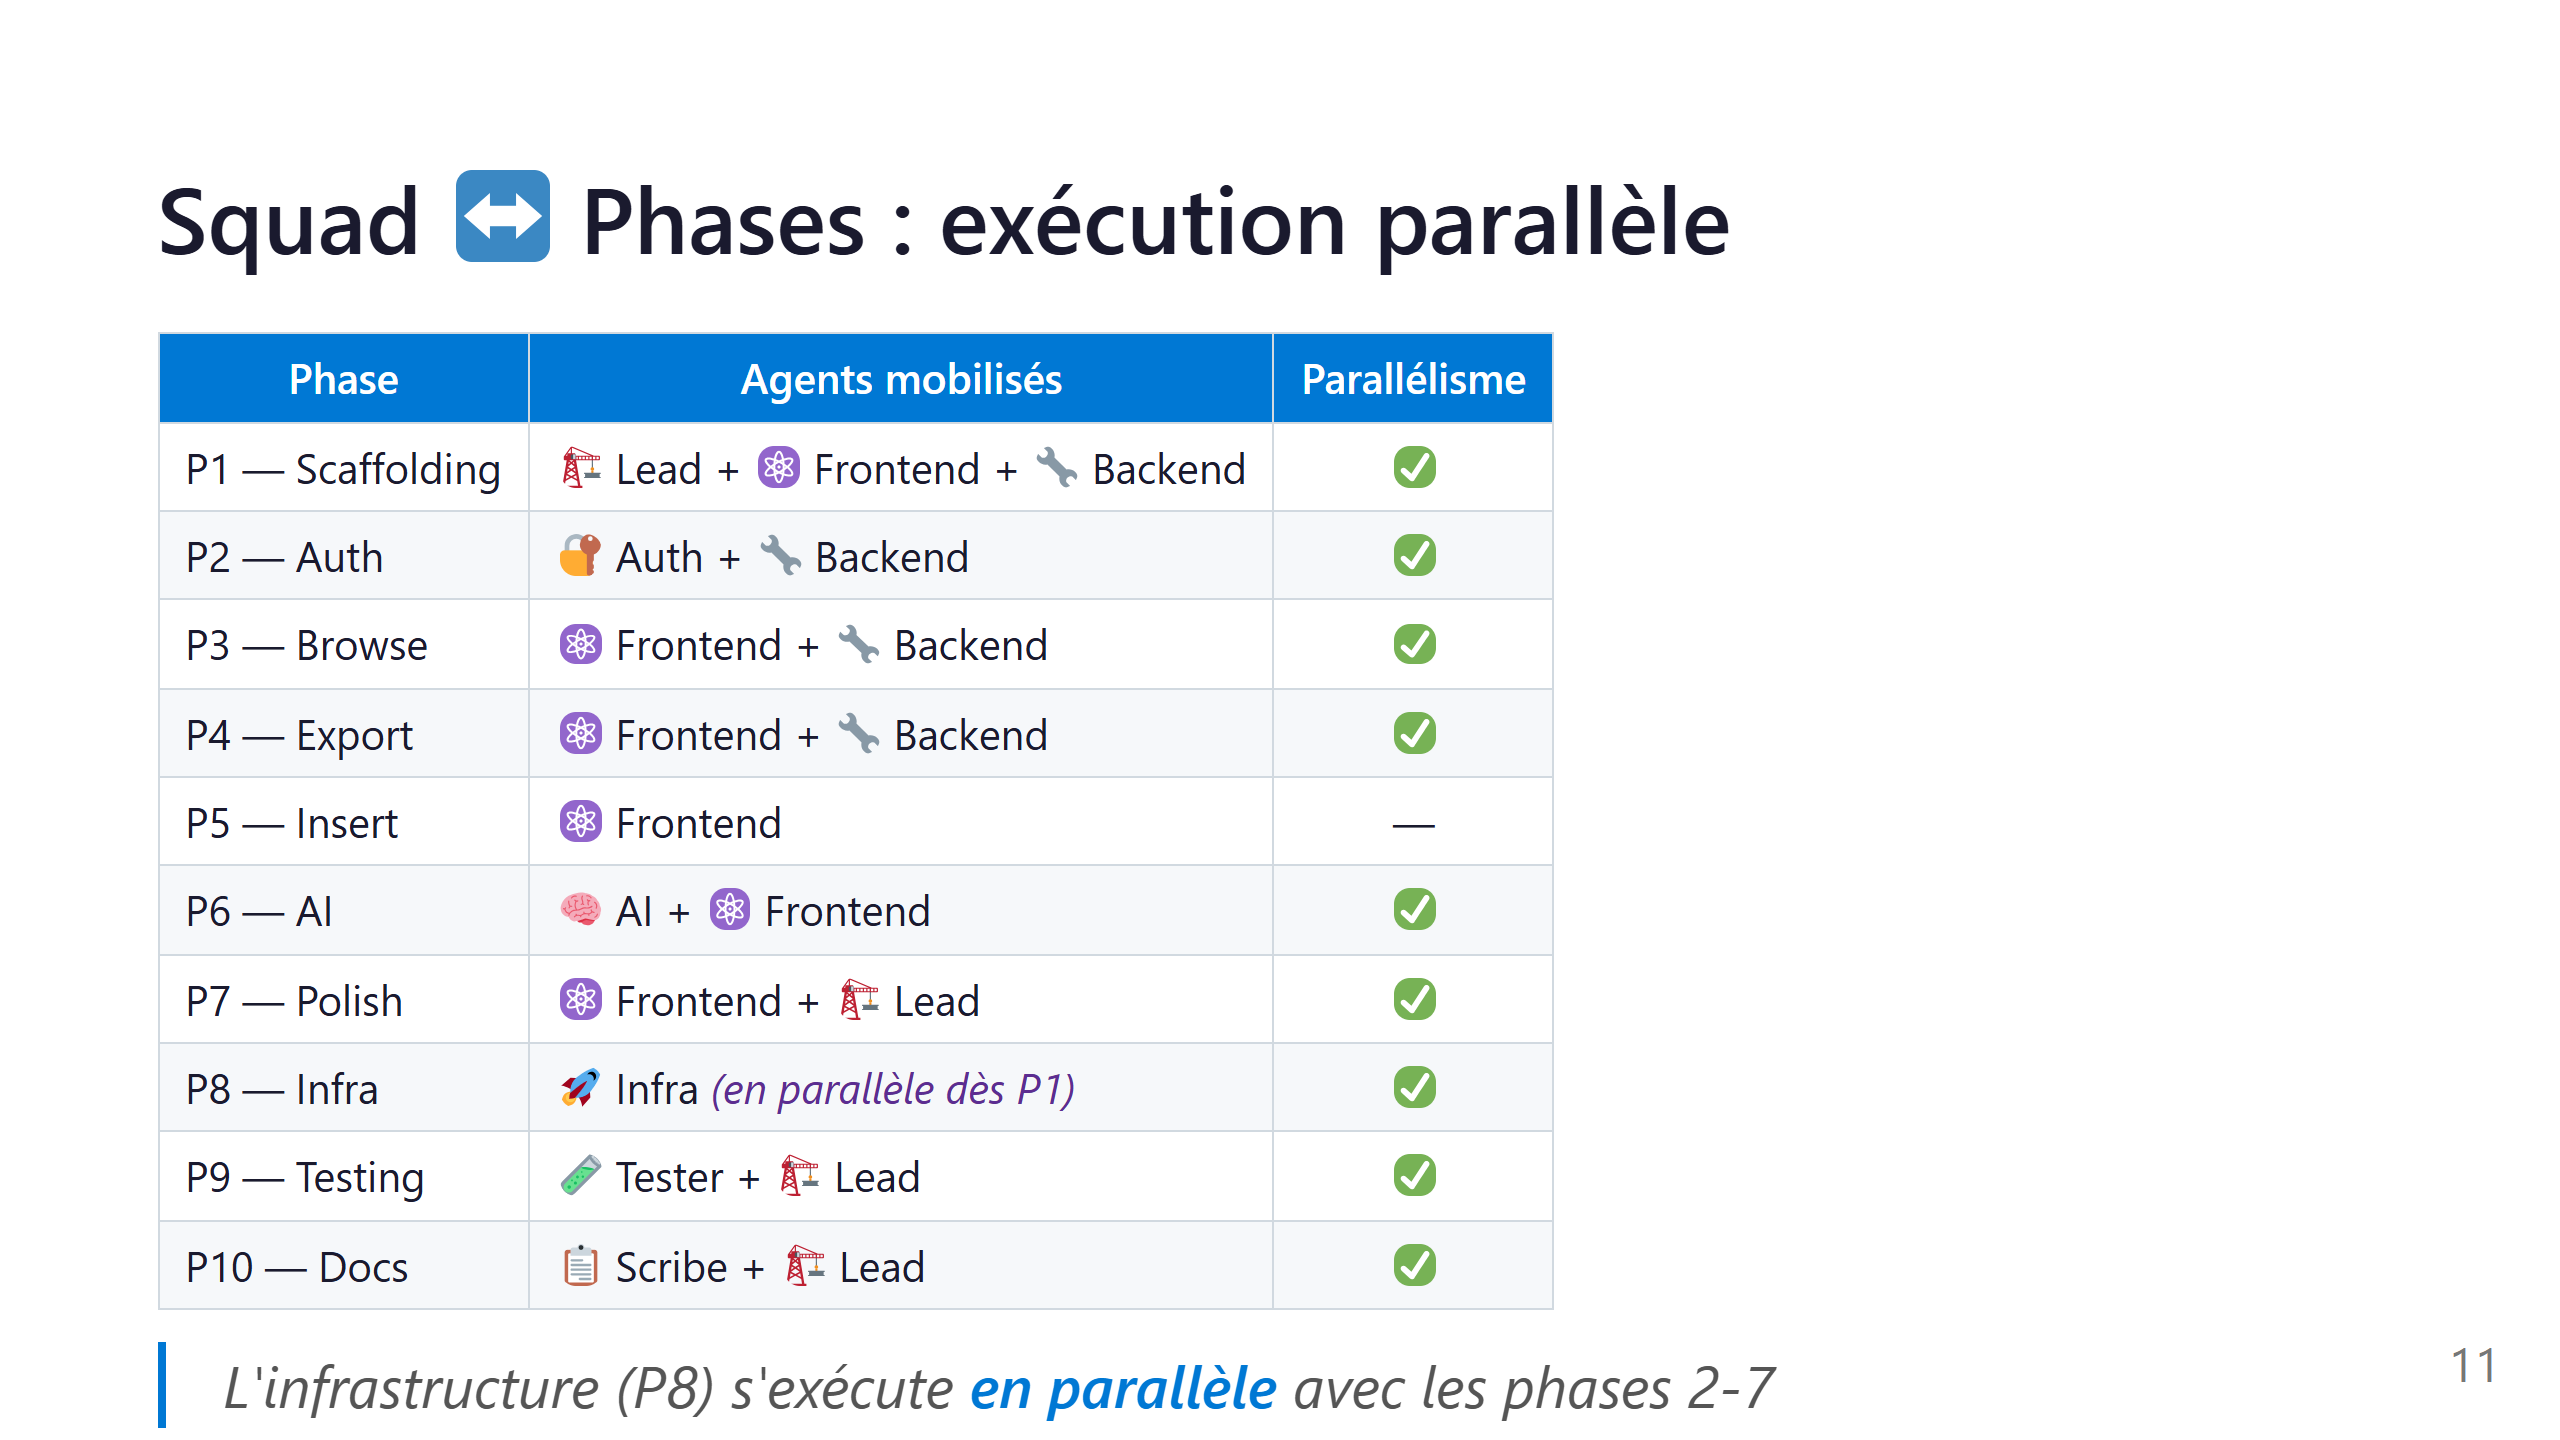 Squad ↔️ Phases : exécution parallèle
Phase Agents mobilisés Parallélisme
P1 — Scaffolding 🏗️ Lead + ⚛️ Frontend + 🔧 Backend ✅
P2 — Auth 🔐 Auth + 🔧 Backend ✅
P3 — Browse ⚛️ Frontend + 🔧 Backend ✅
P4 — Export ⚛️ Frontend + 🔧 Backend ✅
P5 — Insert ⚛️ Frontend —
P6 — AI 🧠 AI + ⚛️ Frontend ✅
P7 — Polish ⚛️ Frontend + 🏗️ Lead ✅
P8 — Infra 🚀 Infra (en parallèle dès P1) ✅
P9 — Testing 🧪 Tester + 🏗️ Lead ✅
P10 — Docs 📋 Scribe + 🏗️ Lead ✅
L'infrastructure (P8) s'exécute en parallèle avec les phases 2-7
11